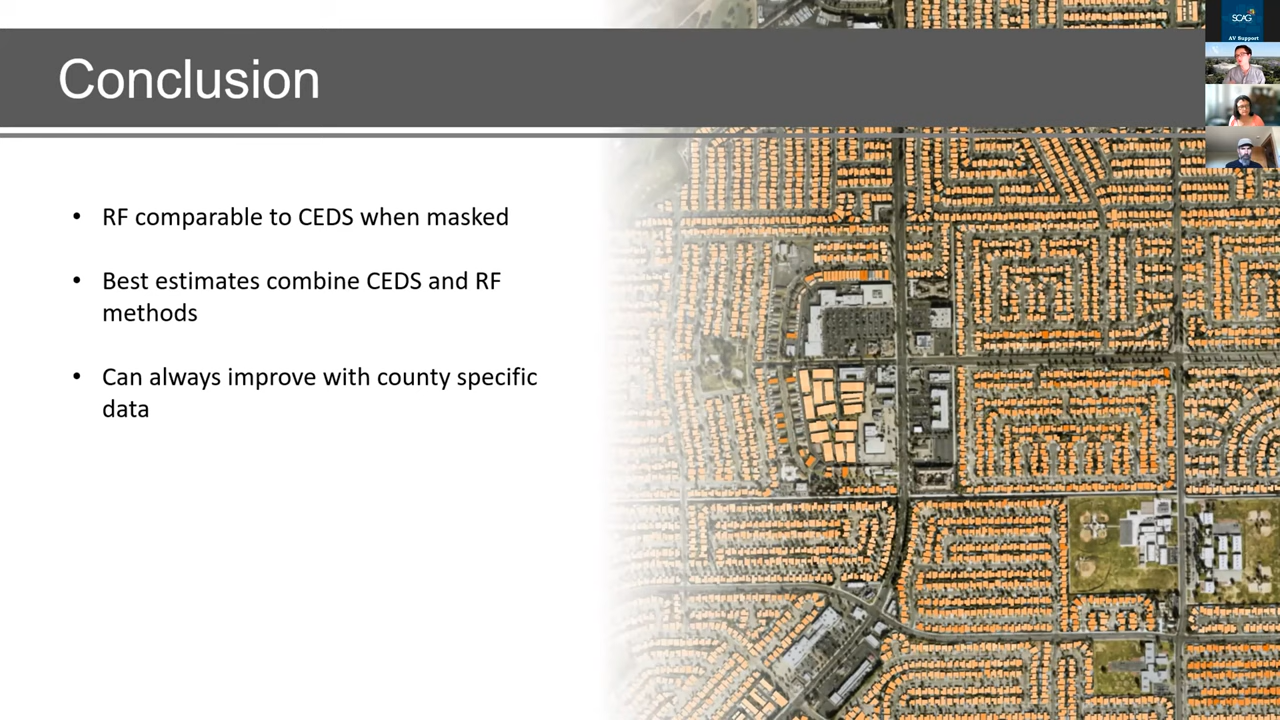 SCAG
AV Support
Conclusion
• RF comparable to CEDS when masked
• Best estimates combine CEDS and RF
methods
• Can always improve with county specific
data